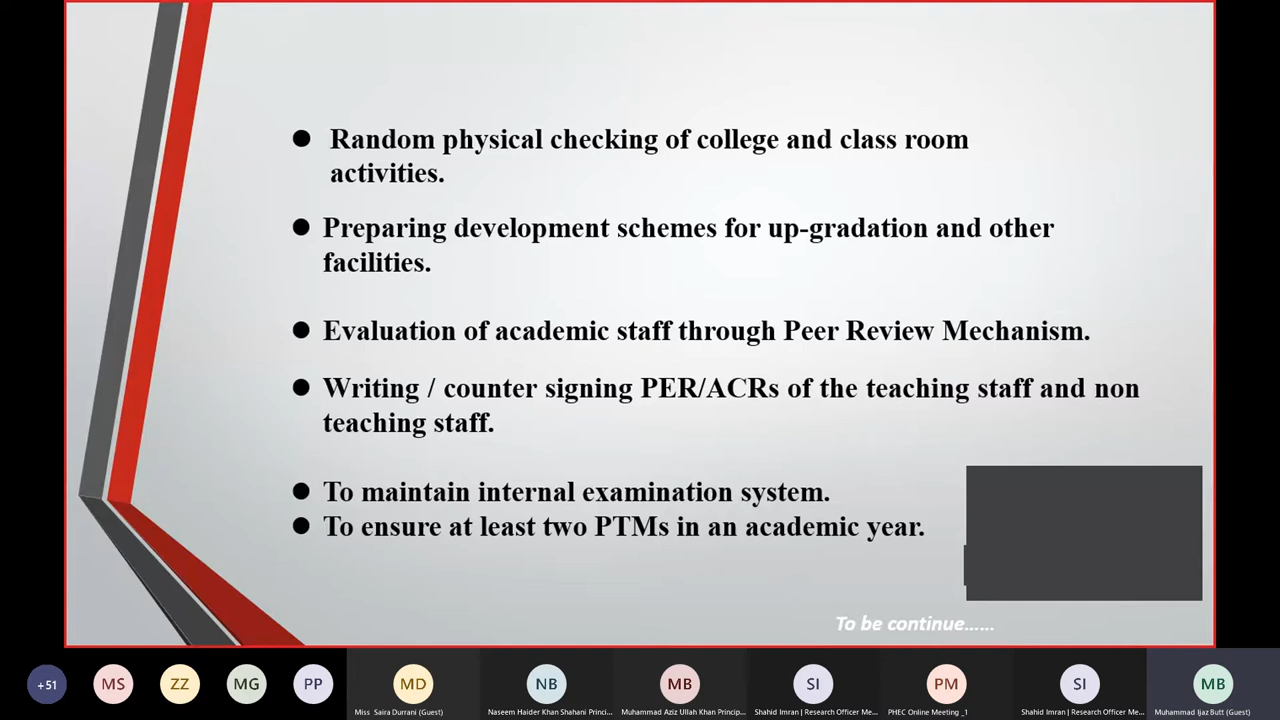 Random physical checking of college and class room
activities.
Preparing development schemes for up-gradation and other
facilities.
Evaluation of academic staff through Peer Review Mechanism.
Writing / counter signing PER/ACRs of the teaching staff and non
teaching staff.
To maintain internal examination system.
To ensure at least two PTMs in an academic year.
To be continue......
+51
MS
ZZ
MG
PP
MD
NB
MB
SI
PM
SI
MB
Miss Saira Durrani (Guest)
Naseem Haider Khan Shahani Princi...
Muhammad Aziz Ullah Khan Princip...
Shahid Imran | Research Officer Me...
PHEC Online Meeting _1
Shahid Imran | Research Officer Me...
Muhammad Ijaz Butt (Guest)